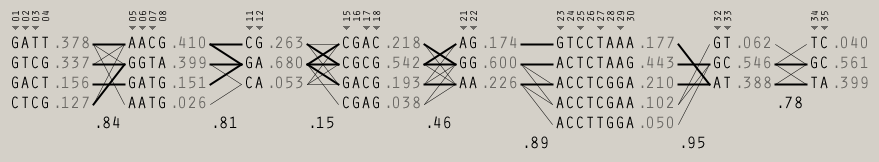 01 02 03 04 05 06 07 08 11 12 15 16 17 18 21 22 23 24 25 26 27 28 29 30 32 33 34 35
GATT .378 AACG .410 CG .263 CGAC .218 AG .174 GTCCTAAA .177 GT .062 TC .040
GTCG .337 GGTA .399 GA .680 CGCG .542 GG .600 ACTCTAAG .443 GC .546 GC .561
GACT .156 GATG .151 CA .053 GACG .193 AA .226 ACCTCGGA .210 AT .388 TA .399
CTCG .127 AATG .026 CGAG .038 ACCTCGAA .102
ACCTTGGA .050
.84 .81 .15 .46 .78
.89 .95